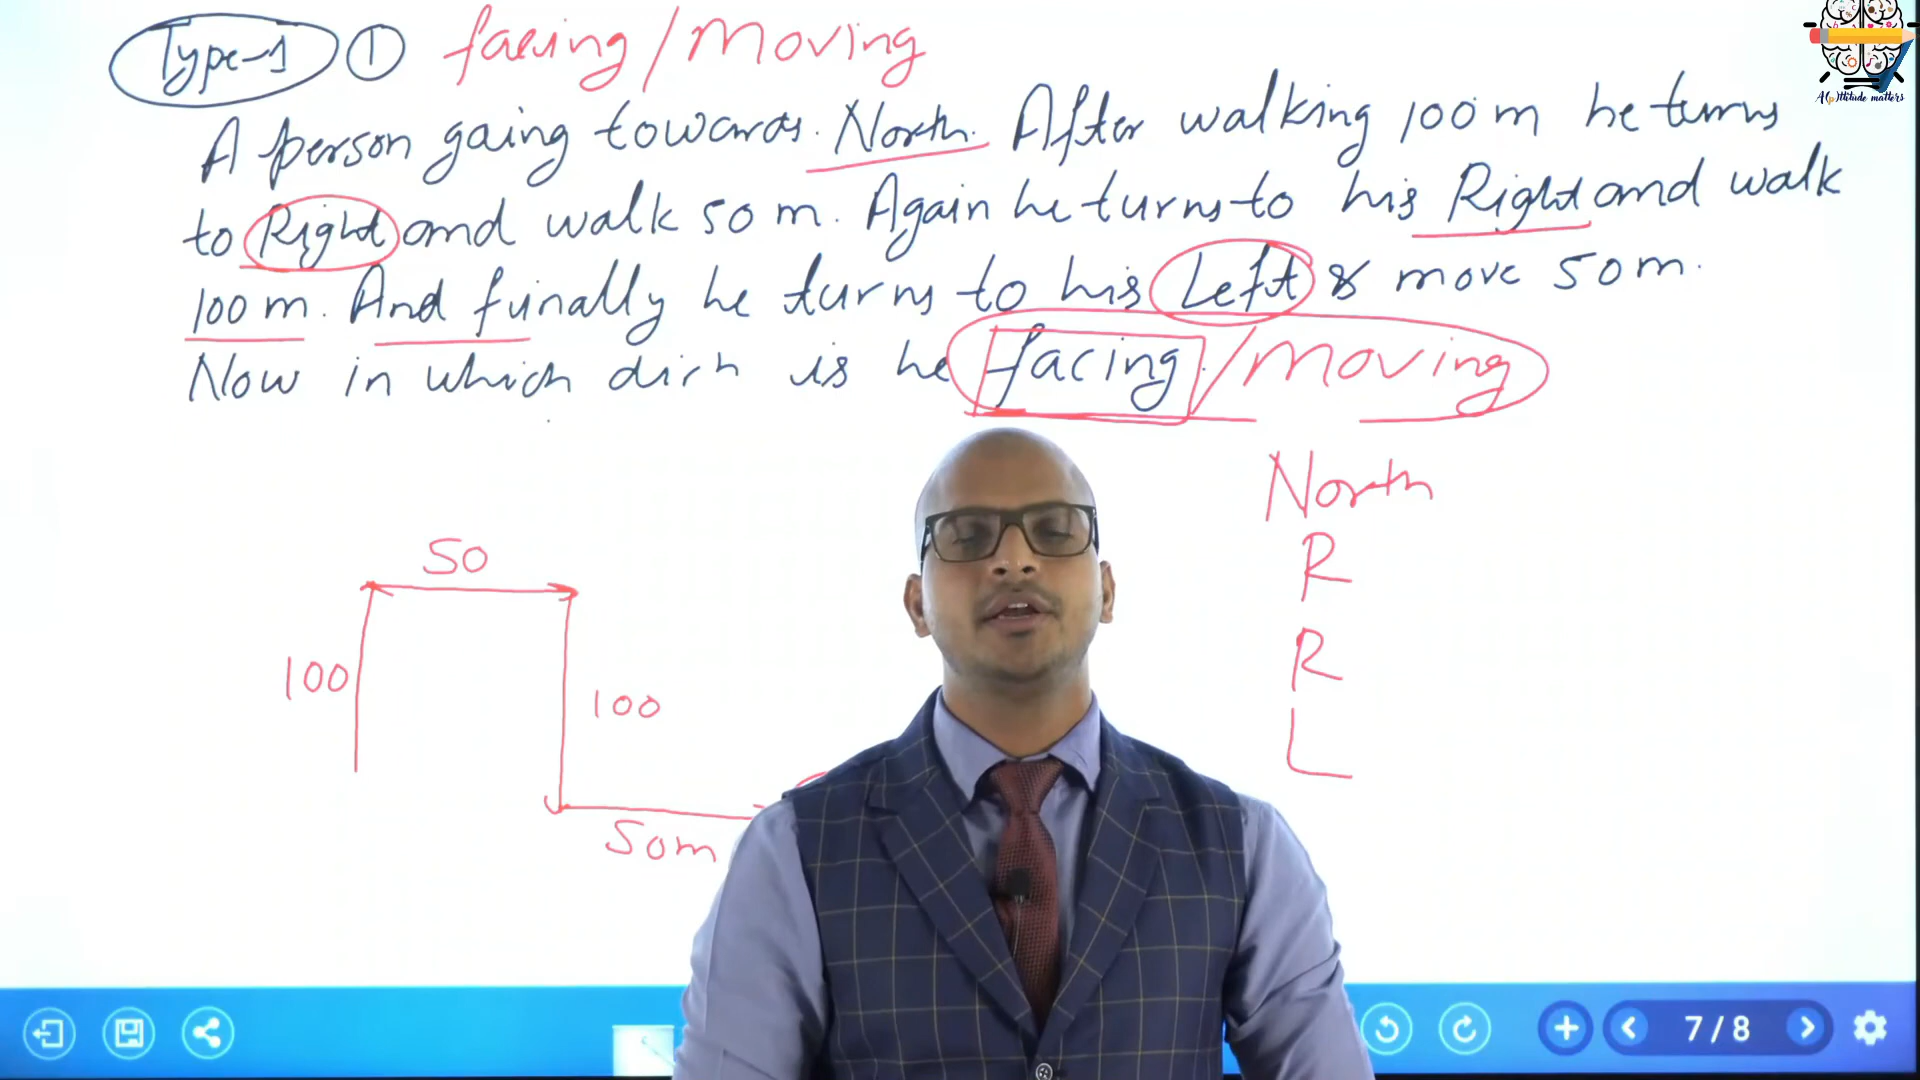 Type-1 ① facing/Moving
A person going towards. North. After walking 100 m he turns
to Right and walk 50 m. Again he turns to his Right and walk
100 m. And finally he turns to his Left & move 50 m.
Now in which dirn is he facing/Moving
North
R
R
L
50
100
100
50m
A(p)ttitude matters
7/8